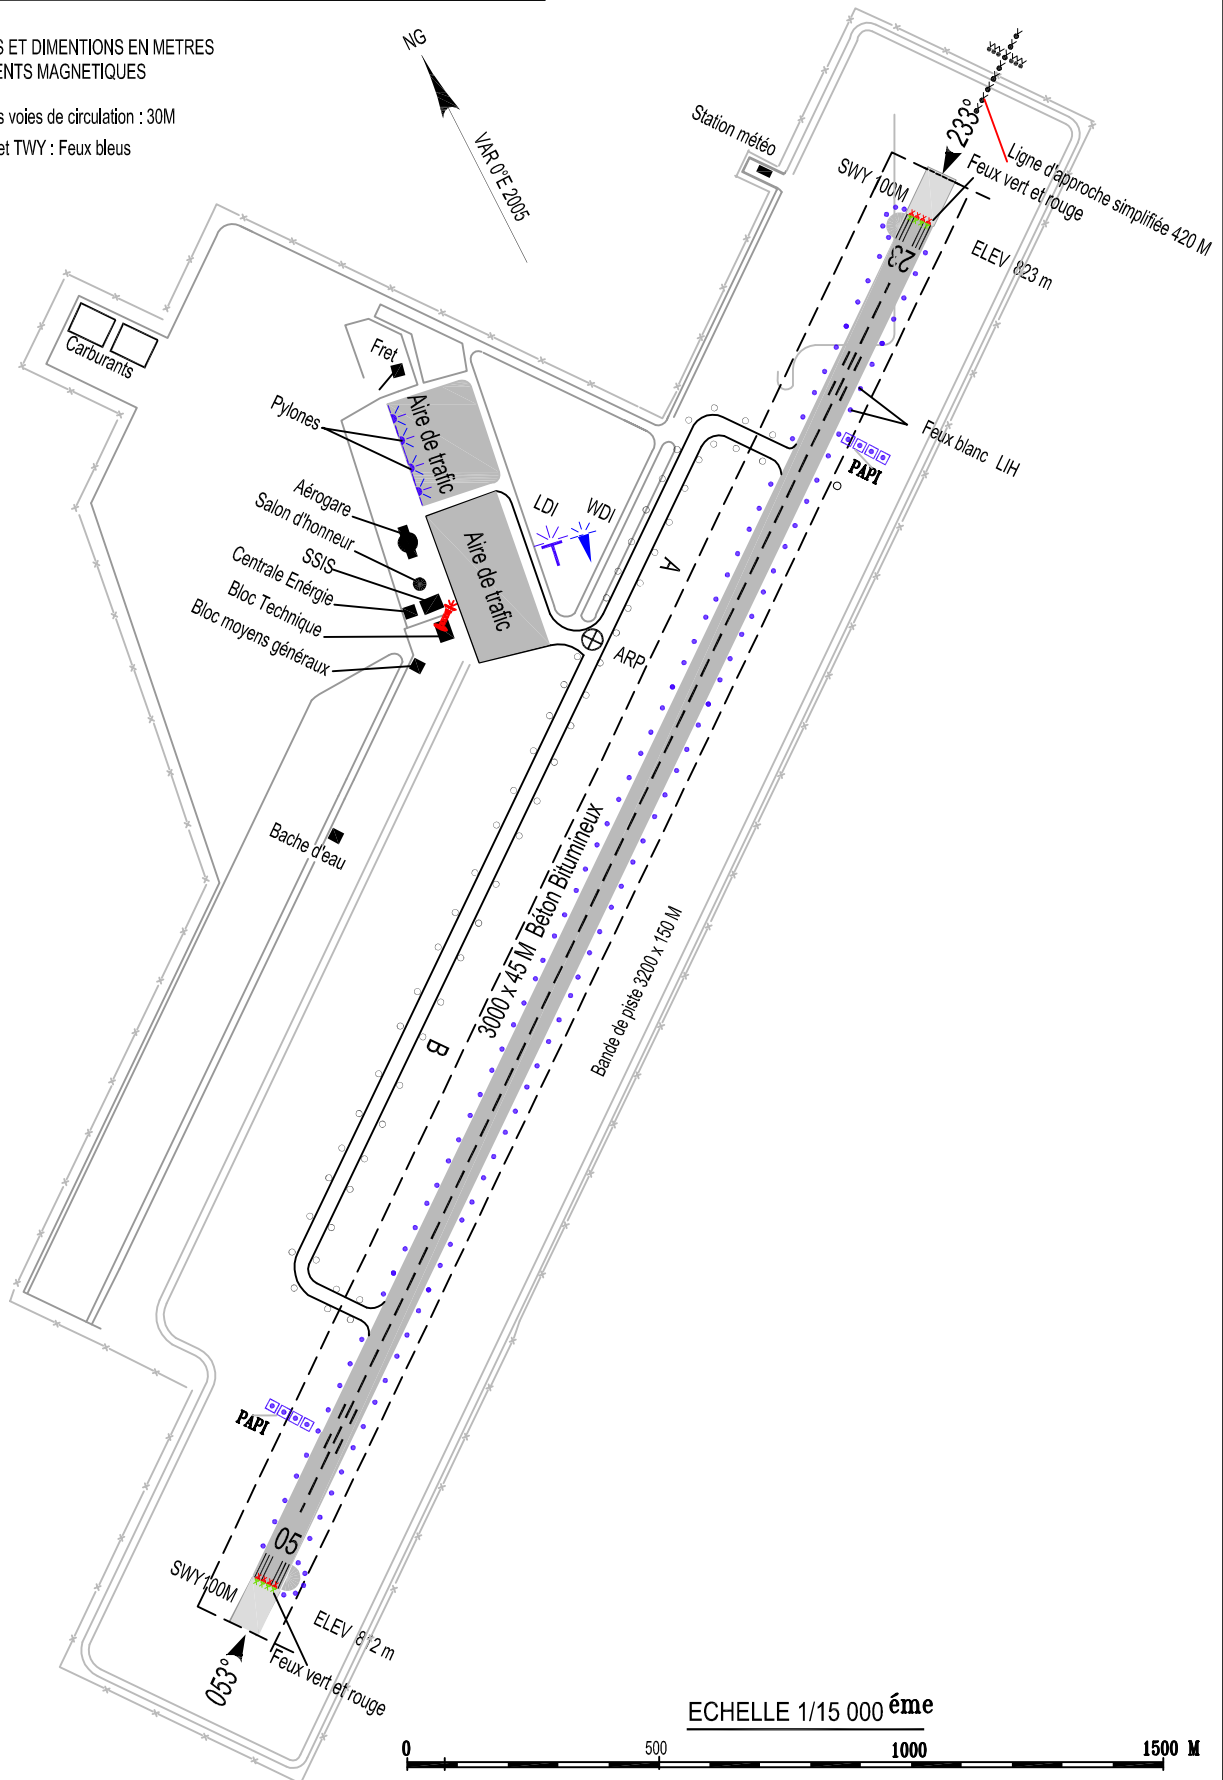 S ET DIMENTIONS EN METRES
ENTS MAGNETIQUES
s voies de circulation : 30M
et TWY : Feux bleus
NG
VAR 0°E 2005
Station météo
233°
Ligne d'approche simplifiée 420 M
Feux vert et rouge
SWY 100M
23
ELEV 823 m
Carburants
Fret
Pylones
Aire de trafic
Feux blanc LIH
PAPI
Aérogare
Salon d'honneur
SSIS
Centrale Enérgie
Bloc Technique
Bloc moyens généraux
Aire de trafic
LDI
WDI
A
ARP
Bache d'eau
3000 x 45 M Béton Bitumineux
Bande de piste 3200 x 150 M
B
PAPI
05
SWY100M
ELEV 812 m
Feux vert et rouge
053°
ECHELLE 1/15 000 éme
0 500 1000 1500 M